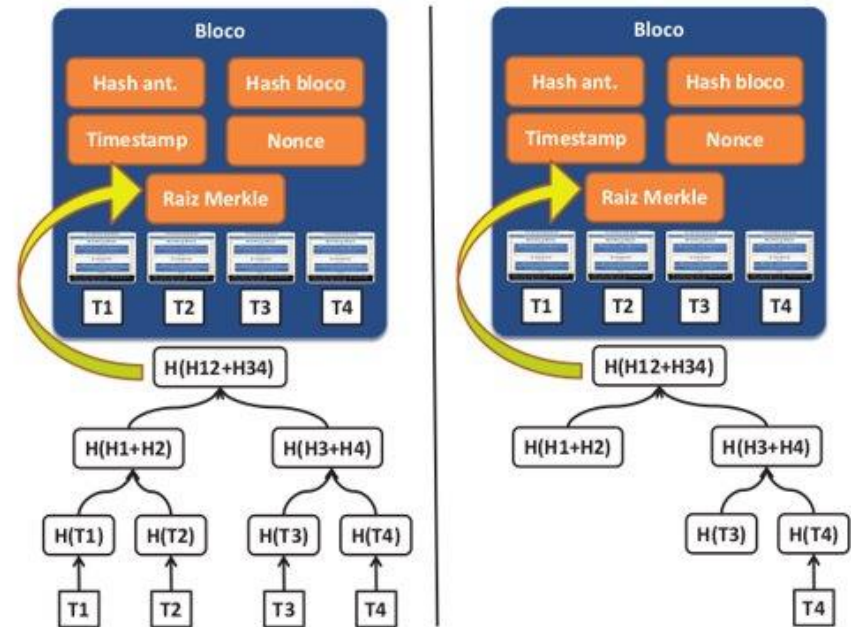 Bloco
Hash ant. Hash bloco
Timestamp Nonce
Raiz Merkle
T1 T2 T3 T4
H(H12+H34)
H(H1+H2) H(H3+H4)
H(T1) H(T2) H(T3) H(T4)
T1 T2 T3 T4
Bloco
Hash ant. Hash bloco
Timestamp Nonce
Raiz Merkle
T1 T2 T3 T4
H(H12+H34)
H(H1+H2) H(H3+H4)
H(T3) H(T4)
T4